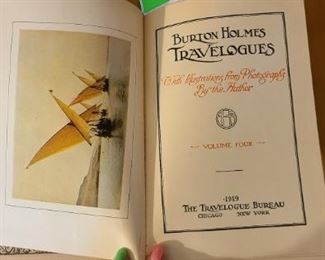 BURTON HOLMES
TRAVELOGUES
With Illustrations from Photographs
By the Author
VOLUME FOUR
1919
THE TRAVELOGUE BUREAU
CHICAGO NEW YORK